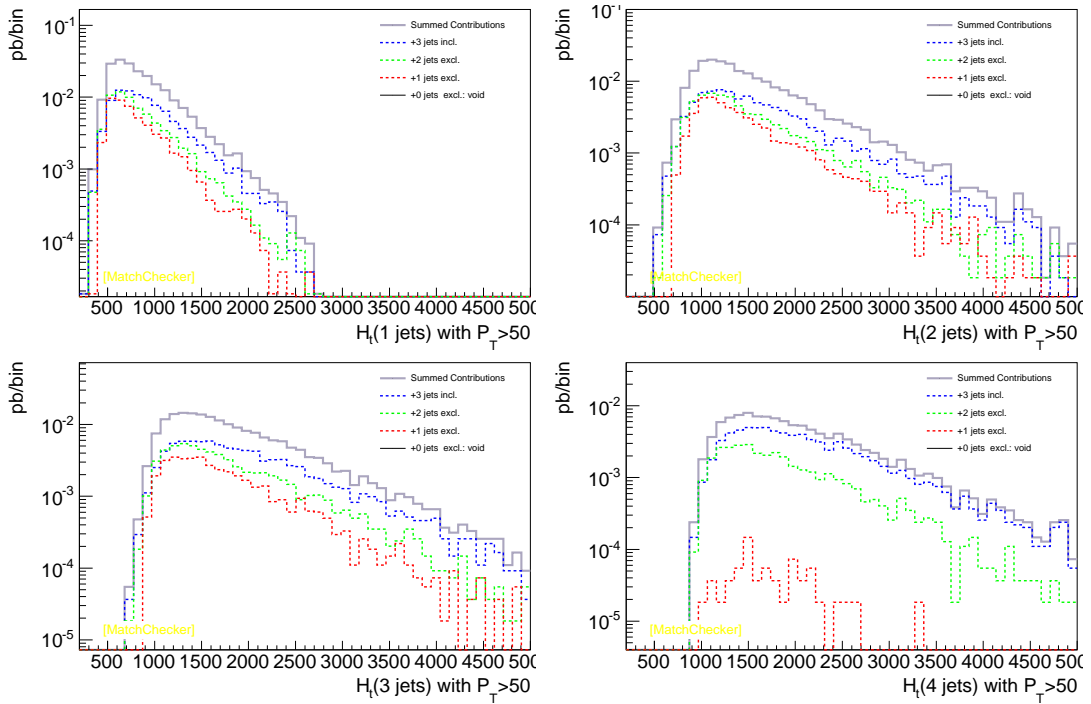 pb/bin
10^-1
10^-2
10^-3
10^-4
Summed Contributions
+3 jets incl.
+2 jets excl.
+1 jets excl.
+0 jets excl.: void
[MatchChecker]
500 1000 1500 2000 2500 3000 3500 4000 4500 500
H_t(1 jets) with P_T>50
pb/bin
10^-1
10^-2
10^-3
10^-4
Summed Contributions
+3 jets incl.
+2 jets excl.
+1 jets excl.
+0 jets excl.: void
[MatchChecker]
500 1000 1500 2000 2500 3000 3500 4000 4500 500
H_t(2 jets) with P_T>50
pb/bin
10^-2
10^-3
10^-4
10^-5
Summed Contributions
+3 jets incl.
+2 jets excl.
+1 jets excl.
+0 jets excl.: void
[MatchChecker]
500 1000 1500 2000 2500 3000 3500 4000 4500 500
H_t(3 jets) with P_T>50
pb/bin
10^-2
10^-3
10^-4
10^-5
Summed Contributions
+3 jets incl.
+2 jets excl.
+1 jets excl.
+0 jets excl.: void
[MatchChecker]
500 1000 1500 2000 2500 3000 3500 4000 4500 500
H_t(4 jets) with P_T>50